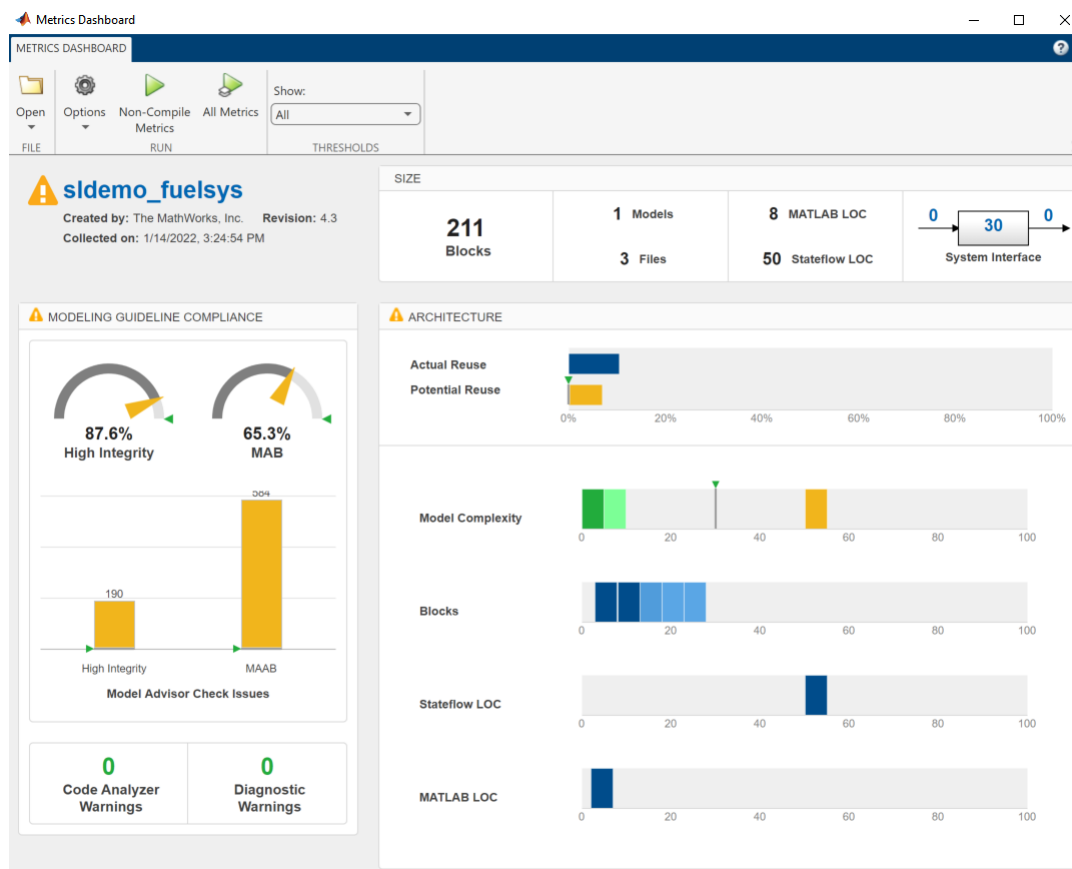 Metrics Dashboard
METRICS DASHBOARD
?
Open
Options
Non-Compile
Metrics
All Metrics
Show:
All
FILE
RUN
THRESHOLDS
sldemo_fuelsys
Created by: The MathWorks, Inc. Revision: 4.3
Collected on: 1/14/2022, 3:24:54 PM
SIZE
211
Blocks
1 Models
3 Files
8 MATLAB LOC
50 Stateflow LOC
0
30
0
System Interface
MODELING GUIDELINE COMPLIANCE
87.6%
High Integrity
65.3%
MAB
584
190
High Integrity
MAAB
Model Advisor Check Issues
0
Code Analyzer
Warnings
0
Diagnostic
Warnings
ARCHITECTURE
Actual Reuse
Potential Reuse
0% 20% 40% 60% 80% 100%
Model Complexity
0 20 40 60 80 100
Blocks
0 20 40 60 80 100
Stateflow LOC
0 20 40 60 80 100
MATLAB LOC
0 20 40 60 80 100